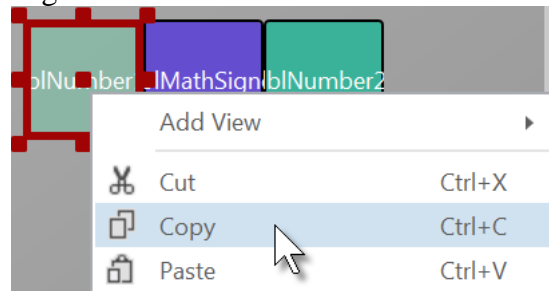 blNumber
lMathSign
blNumber2
Add View
Cut Ctrl+X
Copy Ctrl+C
Paste Ctrl+V